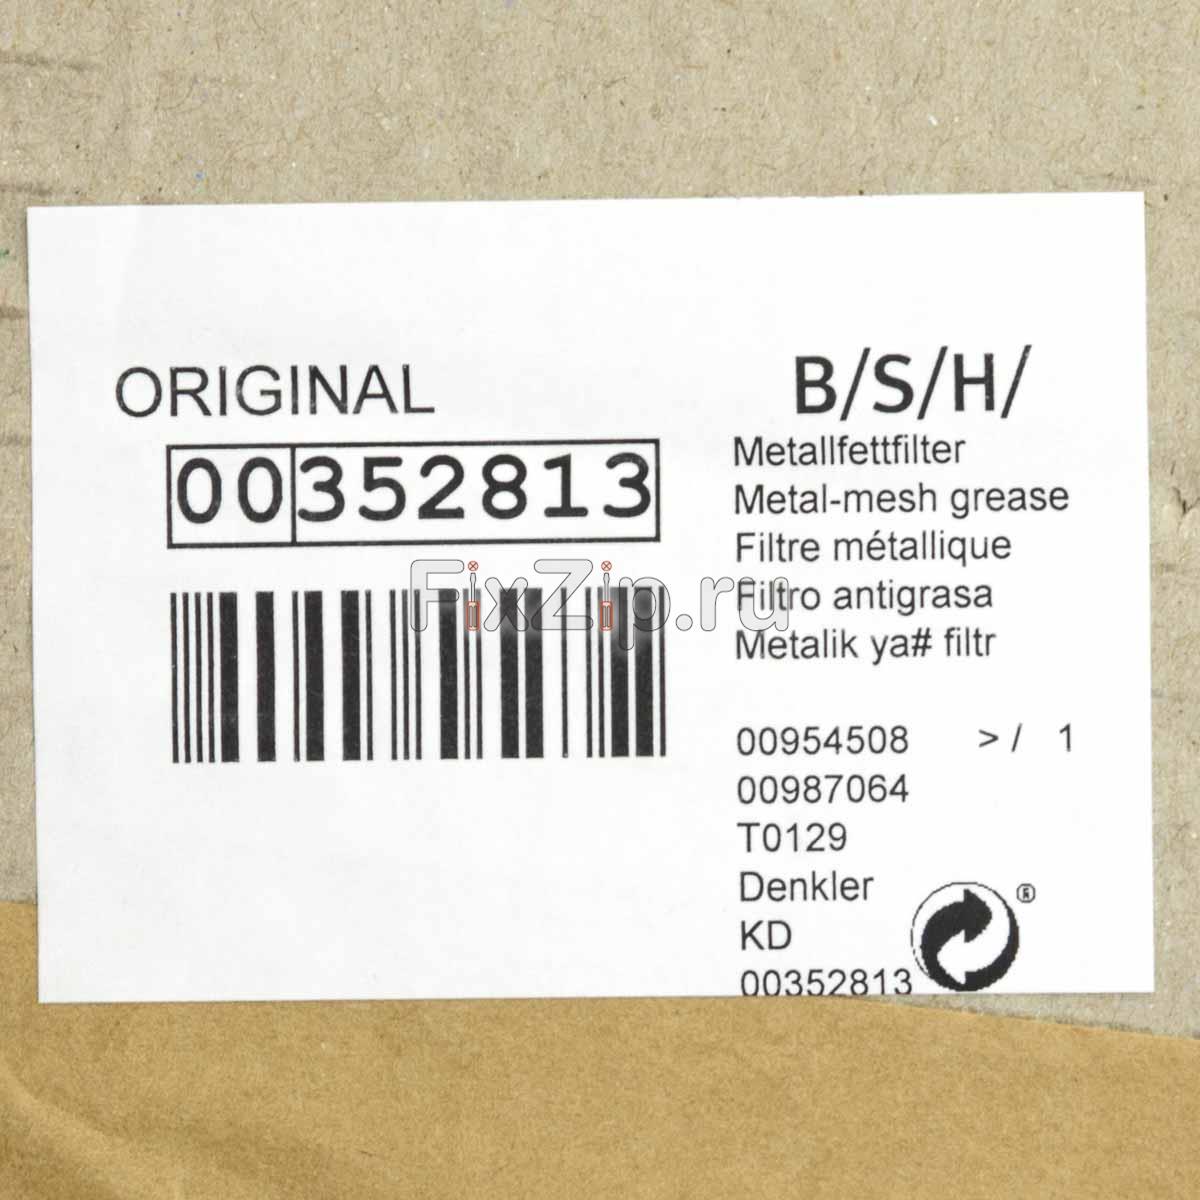 ORIGINAL
00352813
B/S/H/
Metallfettfilter
Metal-mesh grease
Filtre métallique
Filtro antigrasa
Metalik ya# filtr
FixZip.ru
00954508 >/ 1
00987064
T0129
Denkler
KD
00352813
®